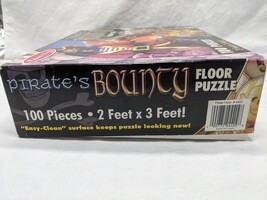 pirate's BOUNTY FLOOR PUZZLE
100 Pieces • 2 Feet x 3 Feet!
"Easy-Clean" surface keeps puzzle looking new!